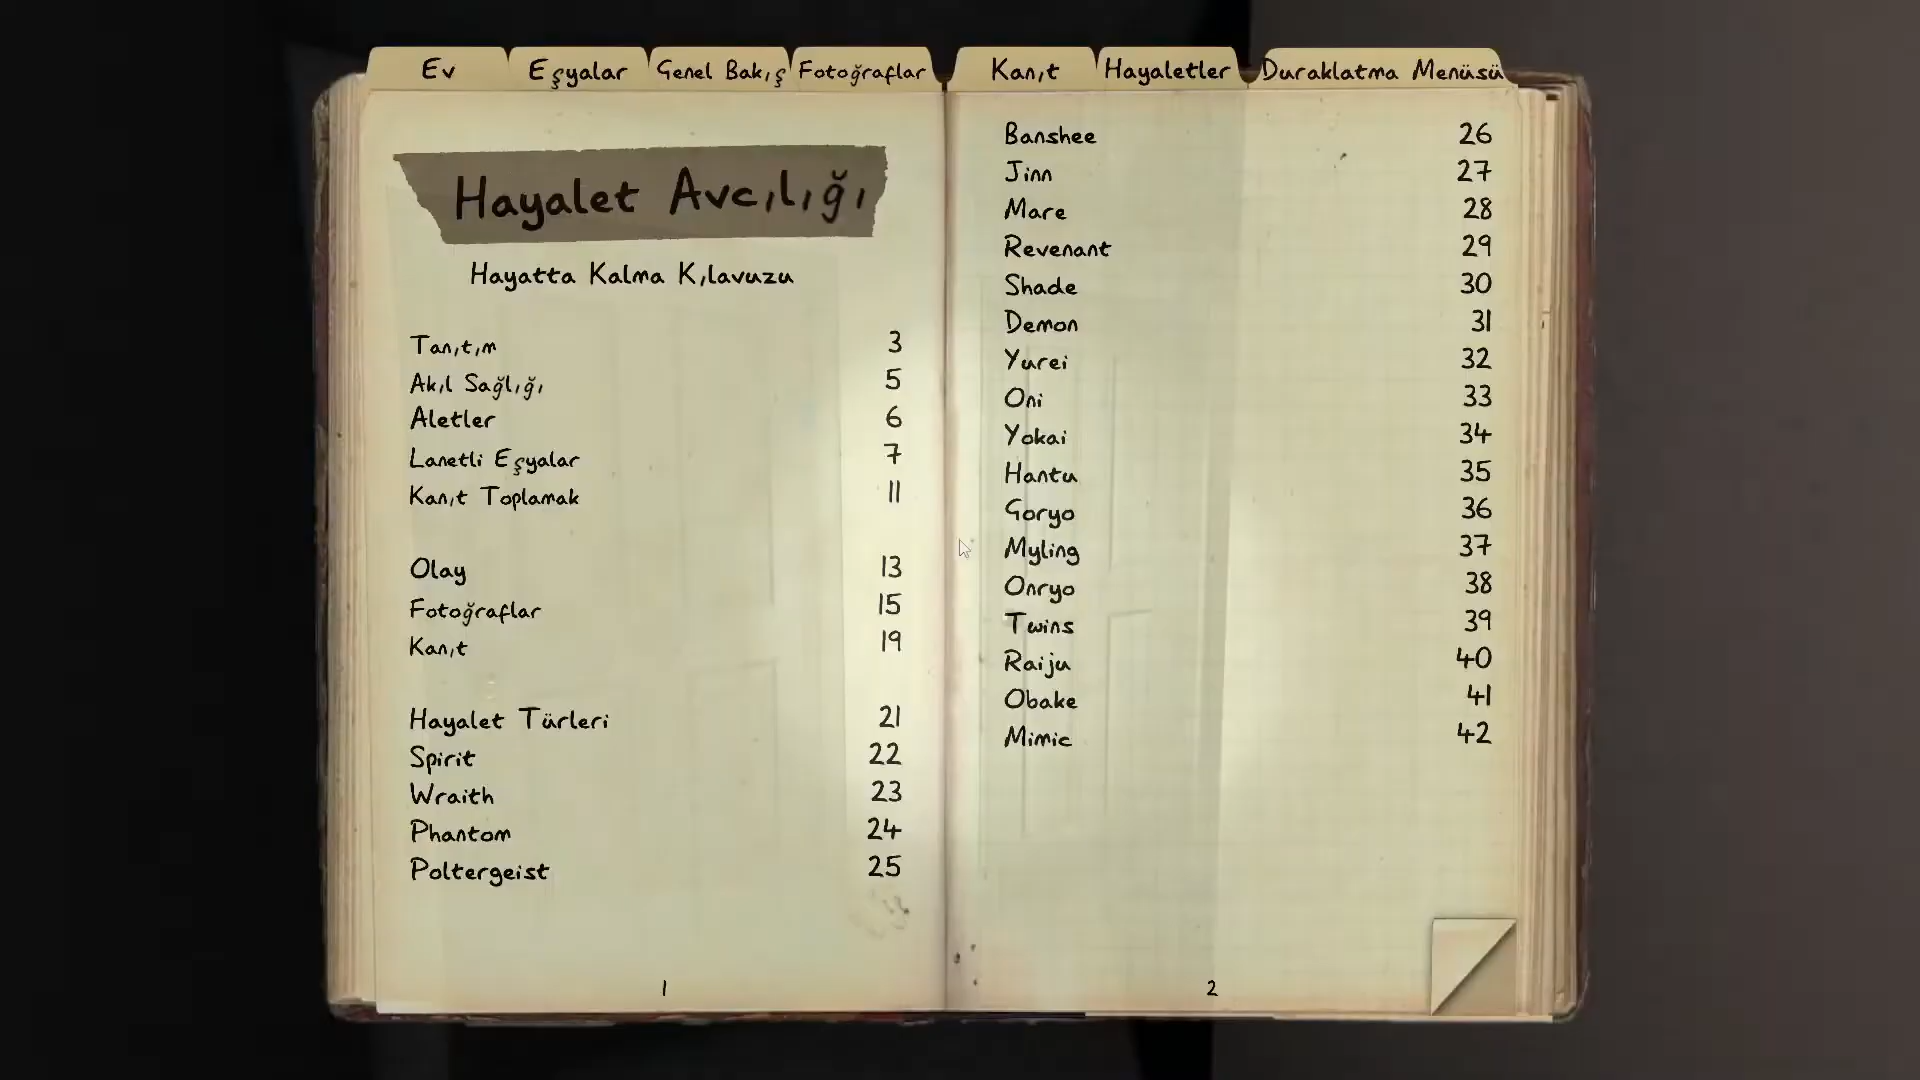 Ev Eşyalar Genel Bakış Fotoğraflar Kanıt Hayaletler Duraklatma Menüsü
Hayalet Avcılığı
Hayatta Kalma Kılavuzu
Tanıtım 3
Akıl Sağlığı 5
Aletler 6
Lanetli Eşyalar 7
Kanıt Toplamak 11
Olay 13
Fotoğraflar 15
Kanıt 19
Hayalet Türleri 21
Spirit 22
Wraith 23
Phantom 24
Poltergeist 25
1
Banshee 26
Jinn 27
Mare 28
Revenant 29
Shade 30
Demon 31
Yurei 32
Oni 33
Yokai 34
Hantu 35
Goryo 36
Myling 37
Onryo 38
Twins 39
Raiju 40
Obake 41
Mimic 42
2